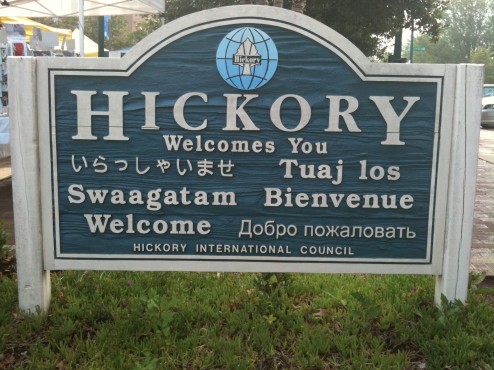 Hickory
HICKORY
Welcomes You
いらっしゃいませ Tuaj los
Swaagatam Bienvenue
Welcome Добро пожаловать
HICKORY INTERNATIONAL COUNCIL